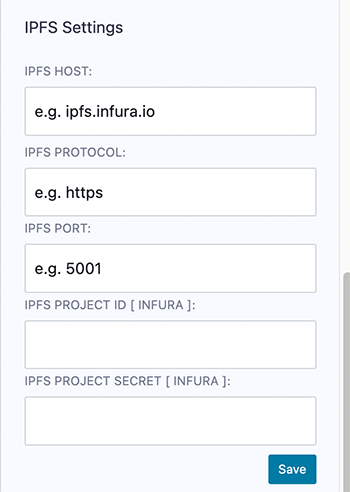 IPFS Settings
IPFS HOST:
e.g. ipfs.infura.io
IPFS PROTOCOL:
e.g. https
IPFS PORT:
e.g. 5001
IPFS PROJECT ID [ INFURA ]:
IPFS PROJECT SECRET [ INFURA ]:
Save